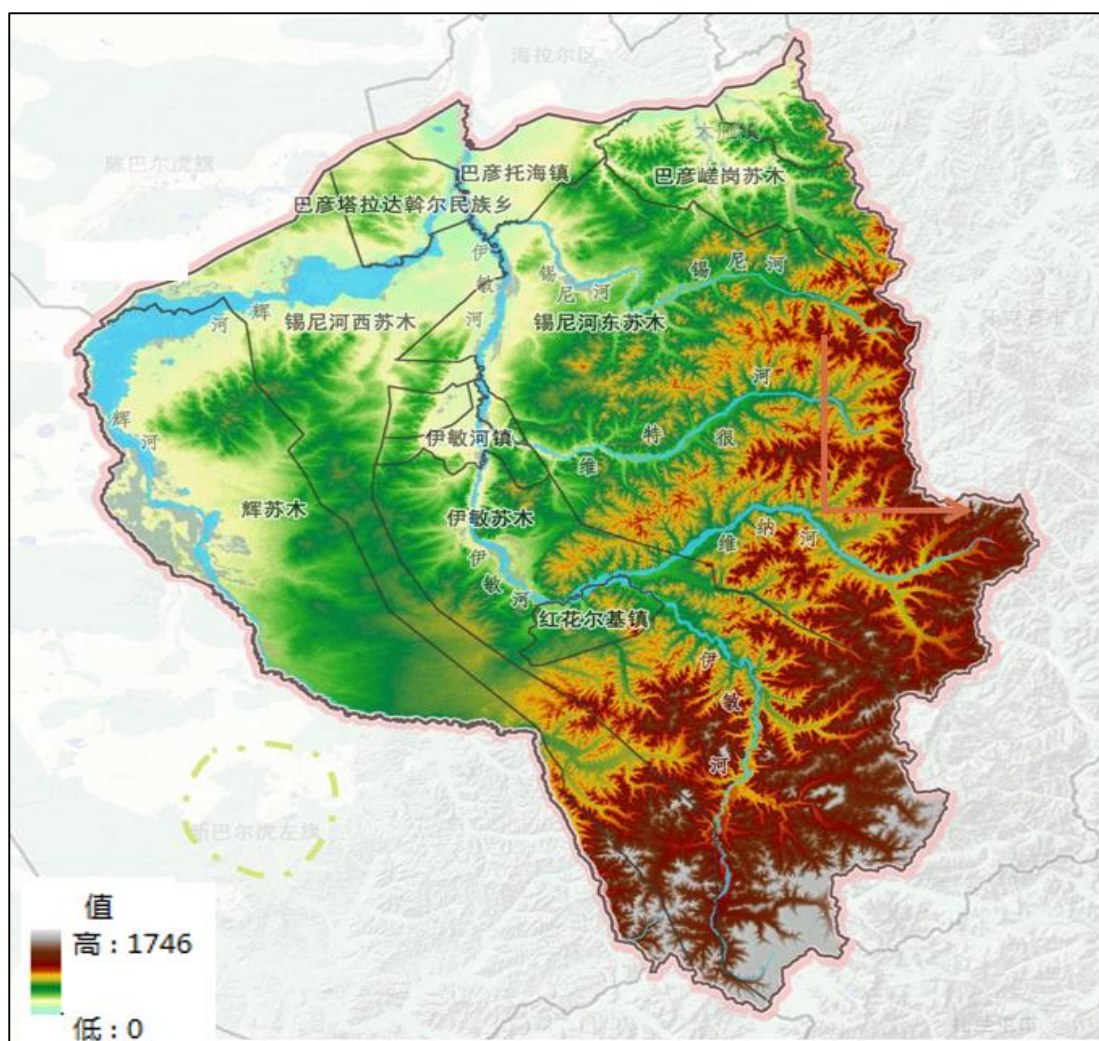 海拉尔区
陈巴尔虎旗
巴彦托海镇
巴彦嵯岗苏木
巴彦塔拉达斡尔民族乡
伊敏河
锡尼河
锡尼河
辉河
锡尼河西苏木
锡尼河东苏木
辉河
伊敏河镇
维特很河
辉苏木
伊敏苏木
伊敏河
维纳河
红花尔基镇
伊敏河
新巴尔虎左旗
值
高：1746
低：0